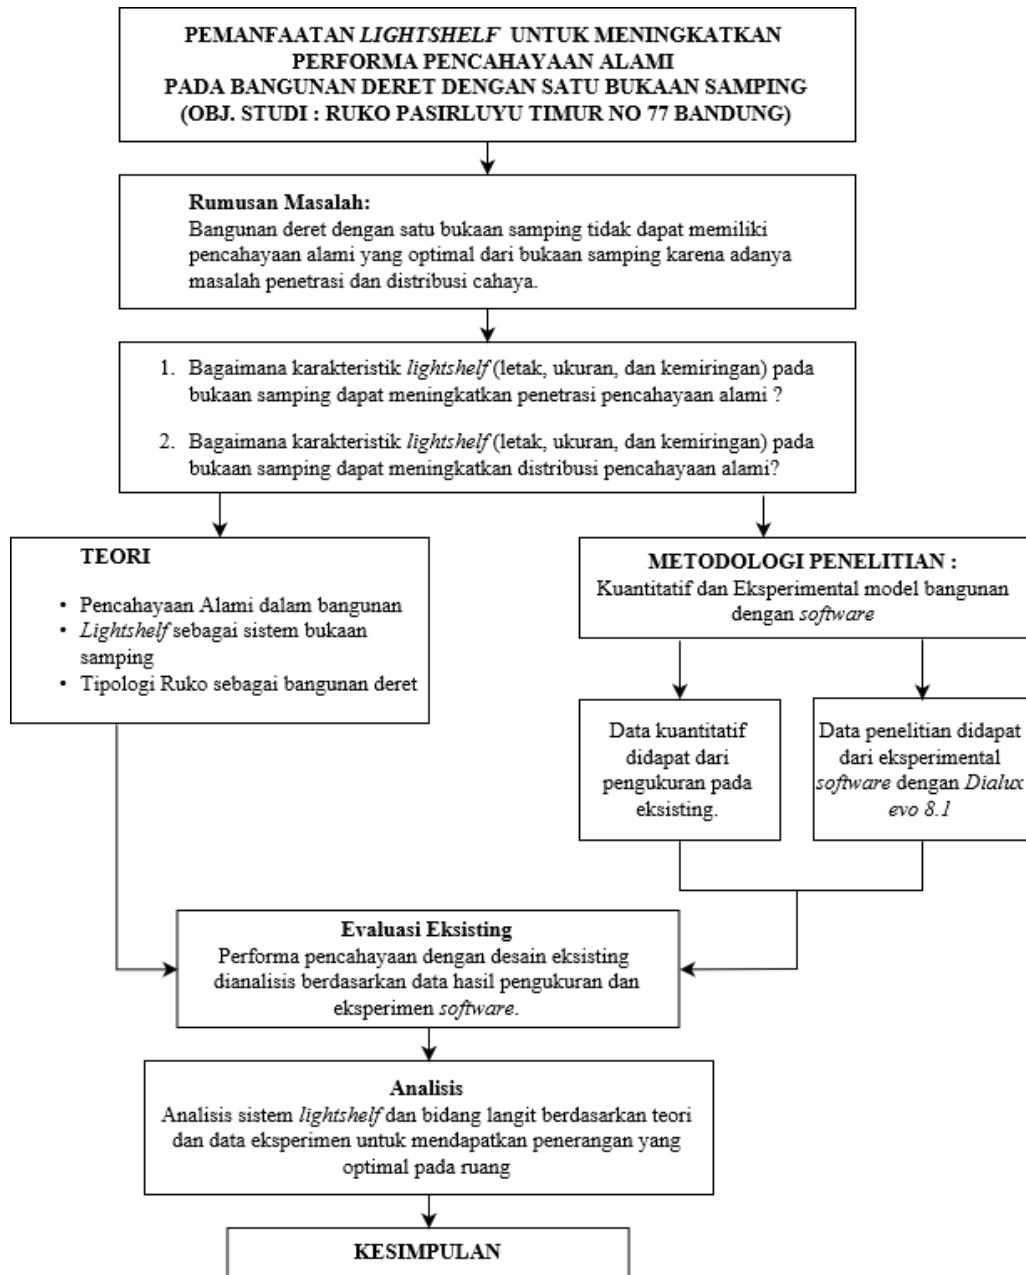 PEMANFAATAN LIGHTSHELF UNTUK MENINGKATKAN
PERFORMA PENCAHAYAAN ALAMI
PADA BANGUNAN DERET DENGAN SATU BUKAAN SAMPING
(OBJ. STUDI : RUKO PASIRLUYU TIMUR NO 77 BANDUNG)
Rumusan Masalah:
Bangunan deret dengan satu bukaan samping tidak dapat memiliki
pencahayaan alami yang optimal dari bukaan samping karena adanya
masalah penetrasi dan distribusi cahaya.
1. Bagaimana karakteristik lightshelf (letak, ukuran, dan kemiringan) pada
bukaan samping dapat meningkatkan penetrasi pencahayaan alami ?
2. Bagaimana karakteristik lightshelf (letak, ukuran, dan kemiringan) pada
bukaan samping dapat meningkatkan distribusi pencahayaan alami?
TEORI
• Pencahayaan Alami dalam bangunan
• Lightshelf sebagai sistem bukaan
samping
• Tipologi Ruko sebagai bangunan deret
METODOLOGI PENELITIAN :
Kuantitatif dan Eksperimental model bangunan
dengan software
Data kuantitatif
didapat dari
pengukuran pada
eksisting.
Data penelitian didapat
dari eksperimental
software dengan Dialux
evo 8.1
Evaluasi Eksisting
Performa pencahayaan dengan desain eksisting
dianalisis berdasarkan data hasil pengukuran dan
eksperimen software.
Analisis
Analisis sistem lightshelf dan bidang langit berdasarkan teori
dan data eksperimen untuk mendapatkan penerangan yang
optimal pada ruang
KESIMPULAN